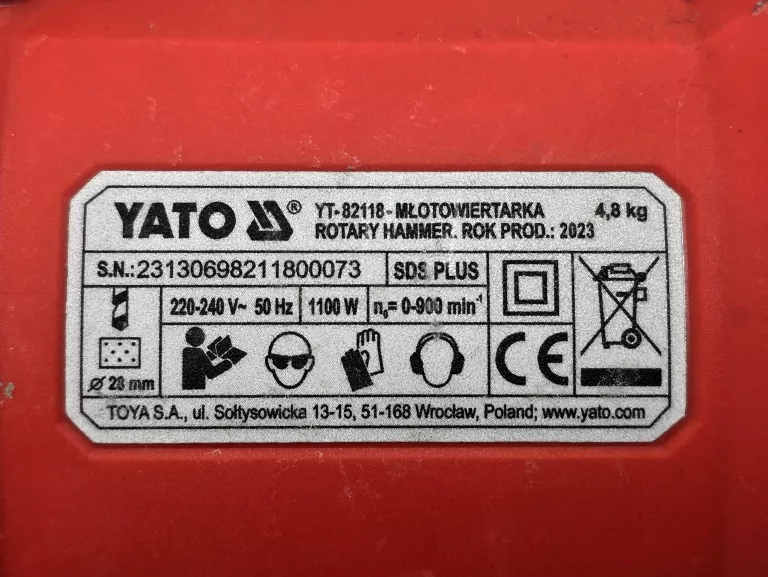 YATO ® YT-82118-MŁOTOWIERTARKA 4,8 kg
ROTARY HAMMER. ROK PROD.: 2023
S.N.:23130698211800073 SDS PLUS
220-240 V~ 50 Hz 1100 W n₀= 0-900 min⁻¹
Ø 28 mm
CE
TOYA S.A., ul. Sołtysowicka 13-15, 51-168 Wrocław, Poland; www.yato.com